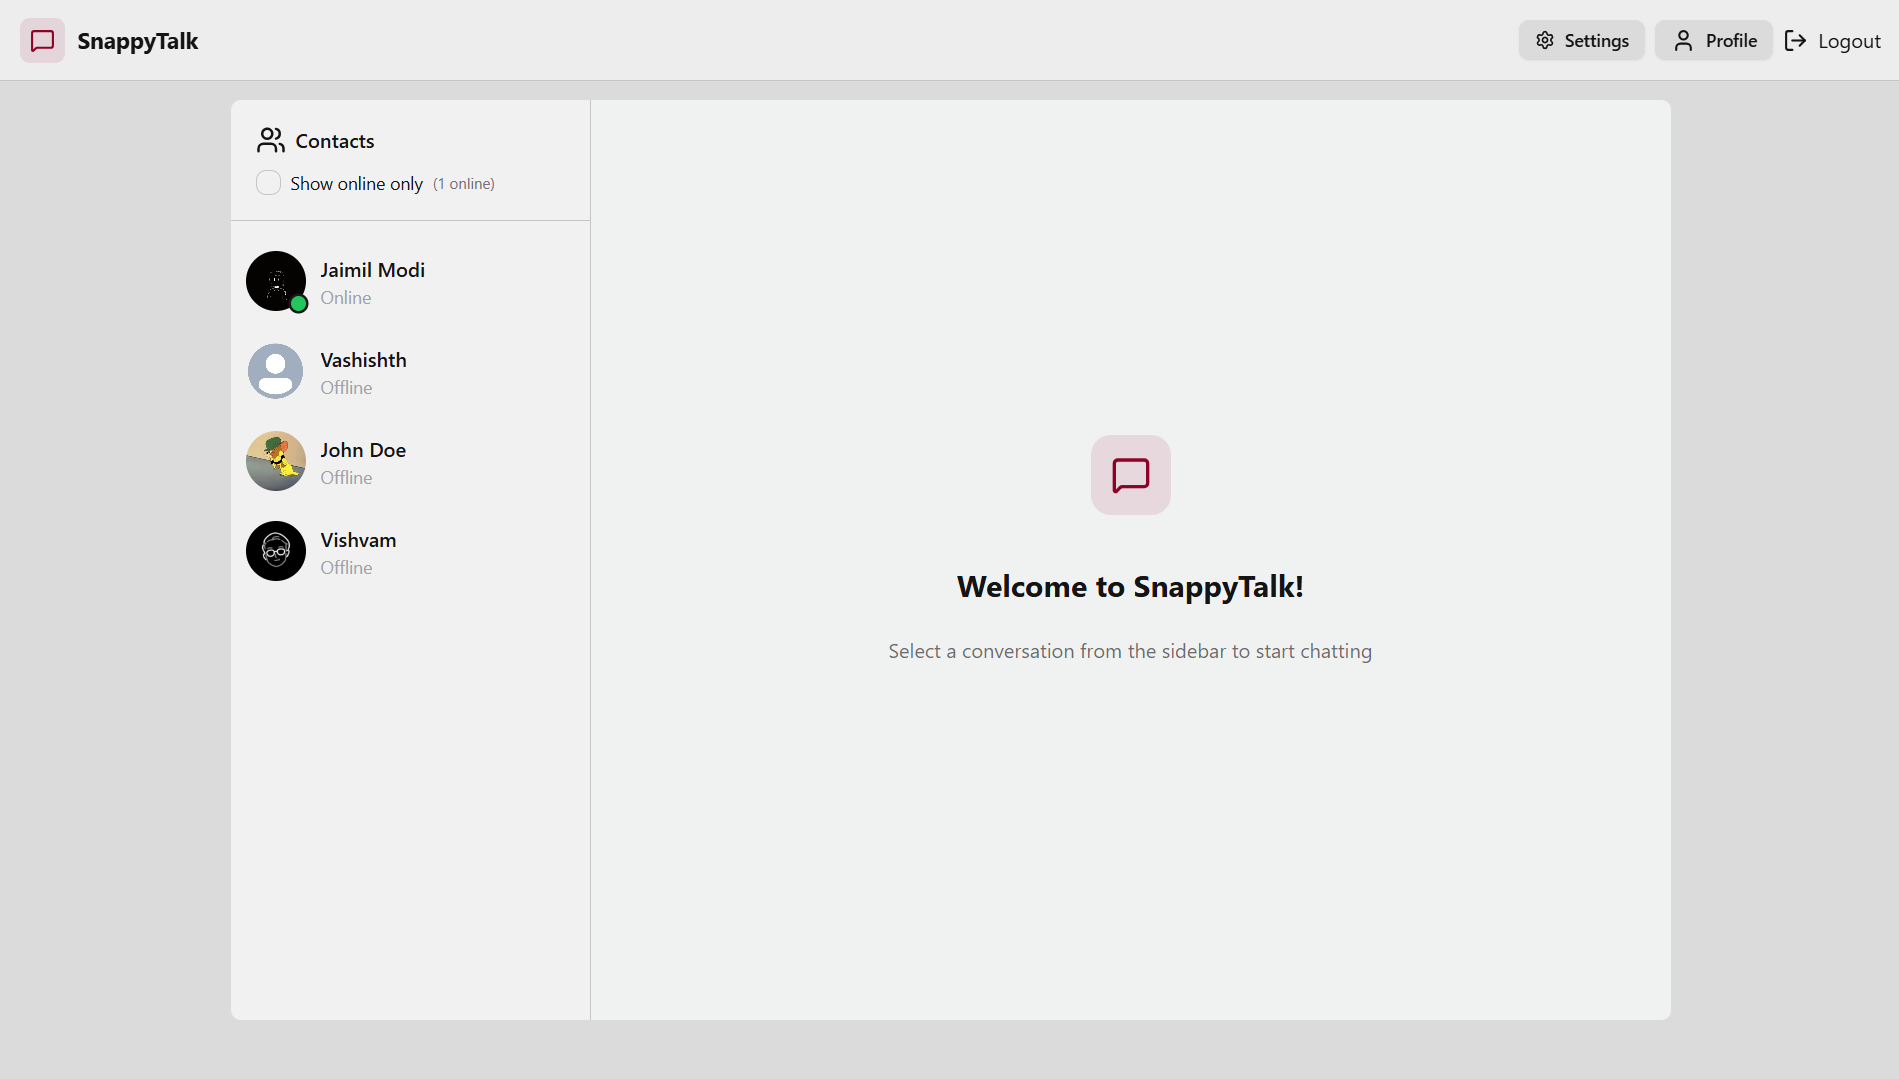 SnappyTalk
Settings
Profile
Logout
Contacts
Show online only (1 online)
Jaimil Modi
Online
Vashishth
Offline
John Doe
Offline
Vishvam
Offline
Welcome to SnappyTalk!
Select a conversation from the sidebar to start chatting